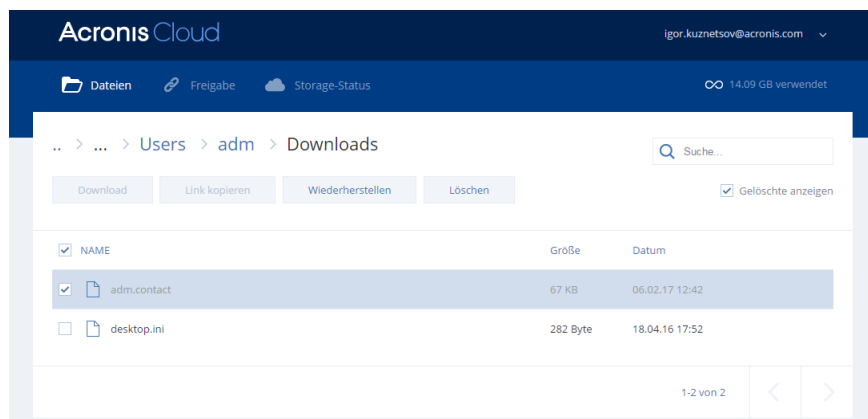 Acronis Cloud
igor.kuznetsov@acronis.com
Dateien Freigabe Storage-Status 14.09 GB verwendet
.. > ... > Users > adm > Downloads
Suche...
Download Link kopieren Wiederherstellen Löschen Gelöschte anzeigen
NAME Größe Datum
adm.contact 67 KB 06.02.17 12:42
desktop.ini 282 Byte 18.04.16 17:52
1-2 von 2